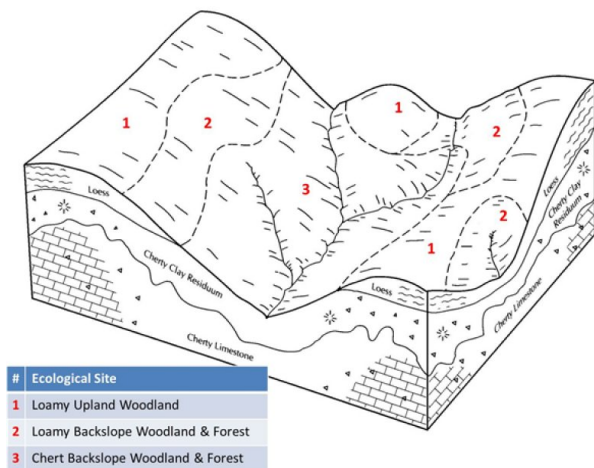 1
1
2
2
3
2
1
Loess
Loess
Cherty Clay
Residuum
Cherty Clay Residuum
Loess
Cherty Limestone
Cherty Limestone
# Ecological Site
1 Loamy Upland Woodland
2 Loamy Backslope Woodland & Forest
3 Chert Backslope Woodland & Forest